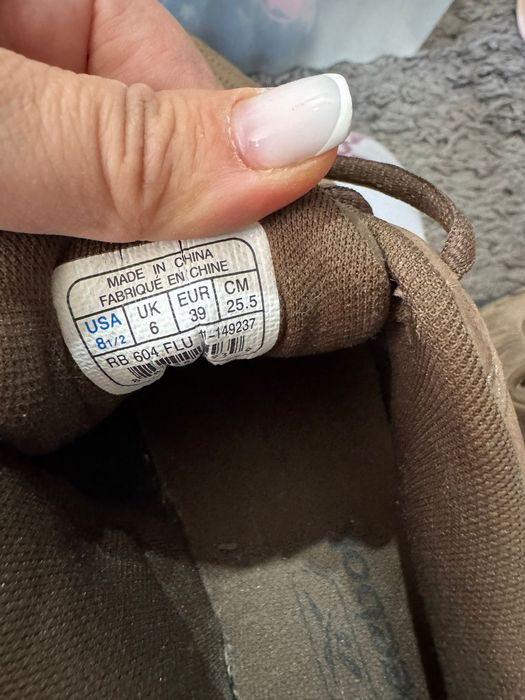 MADE IN CHINA
FABRIQUÉ EN CHINE
USA UK EUR CM
8 1/2 6 39 25.5
RB 604 FLU 1-149237